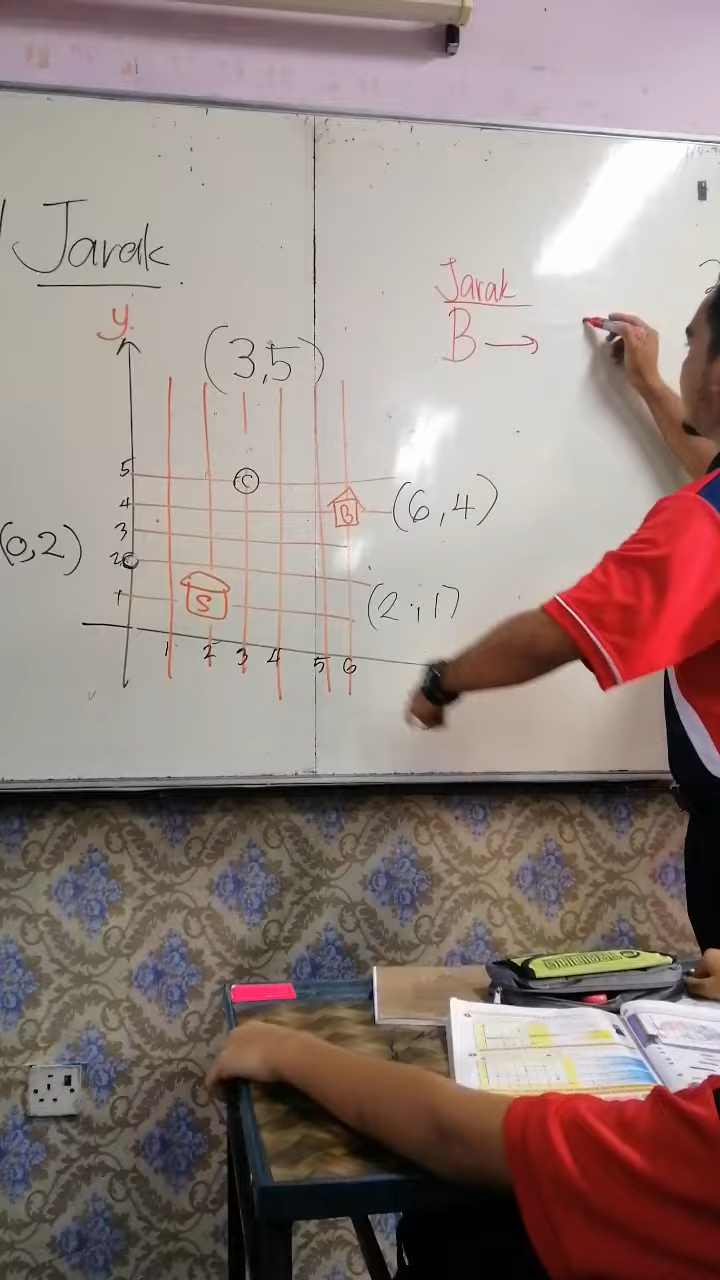 Jarak
y
(3,5)
5
C
4
B
(6,4)
3
(0,2)
2
S
1
(2,1)
1 2 3 4 5 6
Jarak
B →